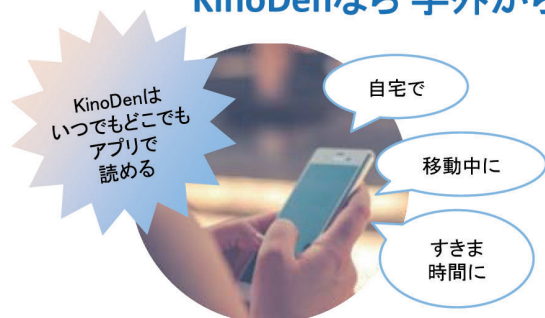 KinoDenなら 学外から
KinoDenは
いつでもどこでも
アプリで
読める
自宅で
移動中に
すきま
時間に